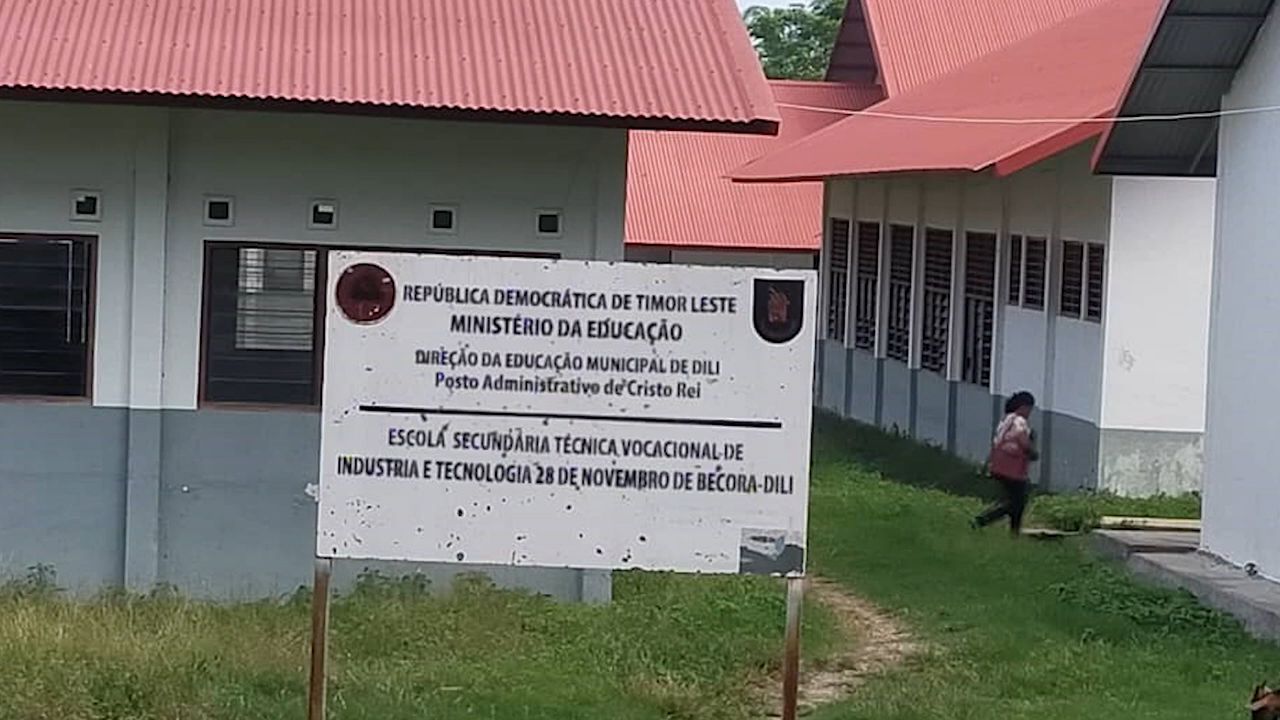 REPÚBLICA DEMOCRÁTICA DE TIMOR LESTE
MINISTÉRIO DA EDUCAÇÃO
DIREÇÃO DA EDUCAÇÃO MUNICIPAL DE DILI
Posto Administrativo de Cristo Rei
ESCOLA SECUNDÁRIA TÉCNICA VOCACIONAL DE
INDUSTRIA E TECNOLOGIA 28 DE NOVEMBRO DE BECORA-DILI